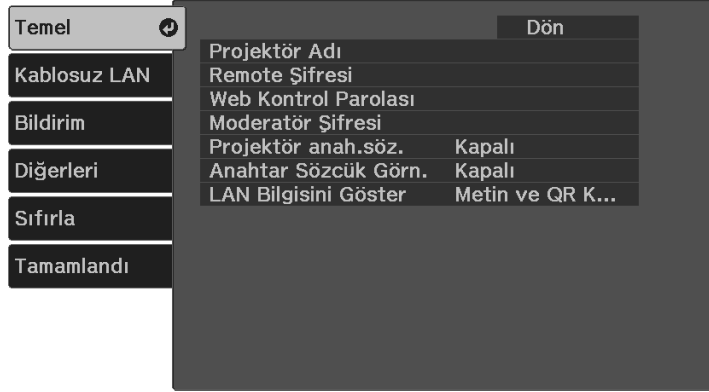 Temel
Kablosuz LAN
Bildirim
Diğerleri
Sıfırla
Tamamlandı
Dön
Projektör Adı
Remote Şifresi
Web Kontrol Parolası
Moderatör Şifresi
Projektör anah.söz. Kapalı
Anahtar Sözcük Görn. Kapalı
LAN Bilgisini Göster Metin ve QR K...